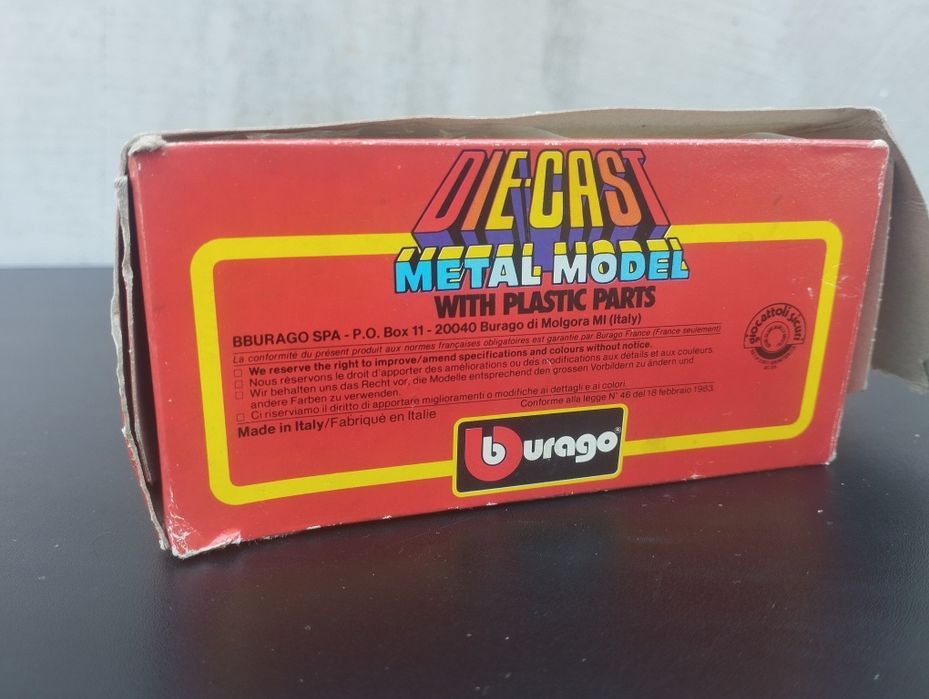 DIE-CAST
METAL MODEL
WITH PLASTIC PARTS
BBURAGO SPA - P.O. Box 11 - 20040 Burago di Molgora MI (Italy)
La conformité du présent produit aux normes françaises obligatoires est garantie par Burago France (France seulement)
□ We reserve the right to improve/amend specifications and colours without notice.
□ Nous réservons le droit d'apporter des améliorations ou des modifications aux détails et aux couleurs.
□ Wir behalten uns das Recht vor, die Modelle entsprechend den grossen Vorbildern zu ändern und
andere Farben zu verwenden.
□ Ci riserviamo il diritto di apportare miglioramenti o modifiche ai dettagli e ai colori.
Conforme alla legge N° 46 del 18 febbraio 1983
Made in Italy/Fabriqué en Italie
giocattoli sicuri
burago®